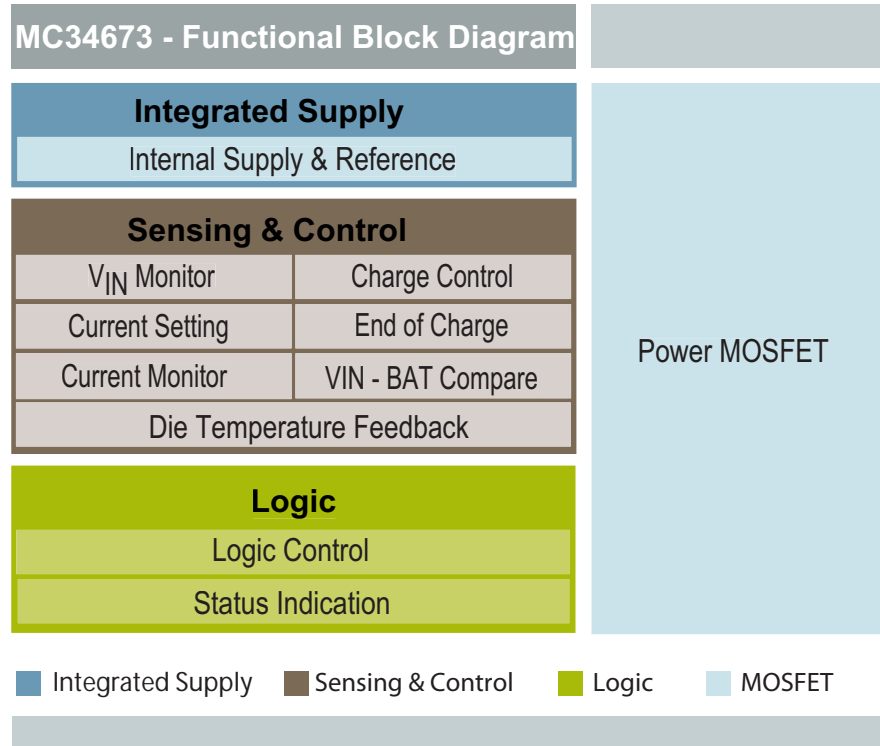 MC34673 - Functional Block Diagram
Integrated Supply
Internal Supply & Reference
Sensing & Control
VIN Monitor
Charge Control
Current Setting
End of Charge
Current Monitor
VIN - BAT Compare
Die Temperature Feedback
Logic
Logic Control
Status Indication
Power MOSFET
Integrated Supply
Sensing & Control
Logic
MOSFET